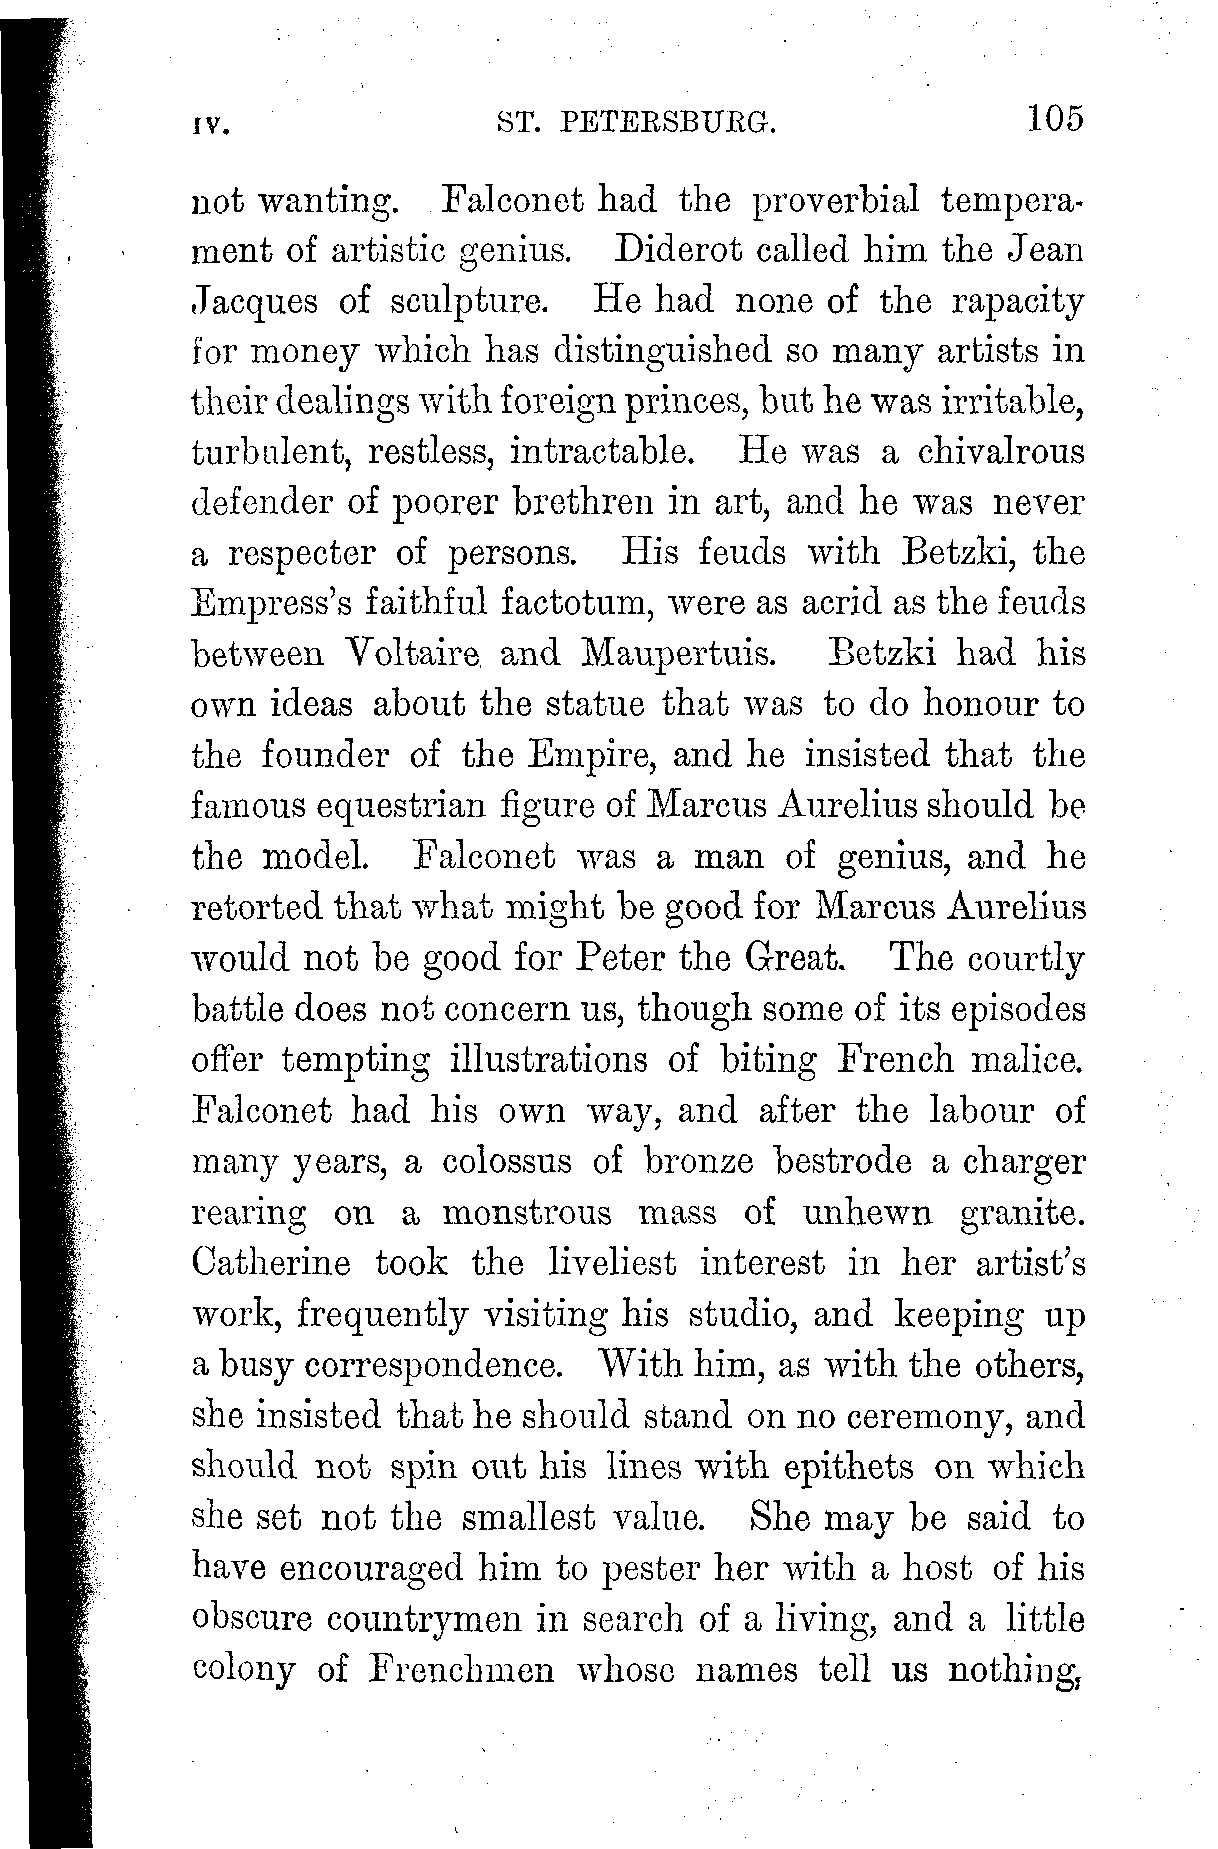 IV. ST. PETERSBURG. 105
not wanting. Falconet had the proverbial tempera-
ment of artistic genius. Diderot called him the Jean
Jacques of sculpture. He had none of the rapacity
for money which has distinguished so many artists in
their dealings with foreign princes, but he was irritable,
turbulent, restless, intractable. He was a chivalrous
defender of poorer brethren in art, and he was never
a respecter of persons. His feuds with Betzki, the
Empress's faithful factotum, were as acrid as the feuds
between Voltaire and Maupertuis. Betzki had his
own ideas about the statue that was to do honour to
the founder of the Empire, and he insisted that the
famous equestrian figure of Marcus Aurelius should be
the model. Falconet was a man of genius, and he
retorted that what might be good for Marcus Aurelius
would not be good for Peter the Great. The courtly
battle does not concern us, though some of its episodes
offer tempting illustrations of biting French malice.
Falconet had his own way, and after the labour of
many years, a colossus of bronze bestrode a charger
rearing on a monstrous mass of unhewn granite.
Catherine took the liveliest interest in her artist's
work, frequently visiting his studio, and keeping up
a busy correspondence. With him, as with the others,
she insisted that he should stand on no ceremony, and
should not spin out his lines with epithets on which
she set not the smallest value. She may be said to
have encouraged him to pester her with a host of his
obscure countrymen in search of a living, and a little
colony of Frenchmen whose names tell us nothing,